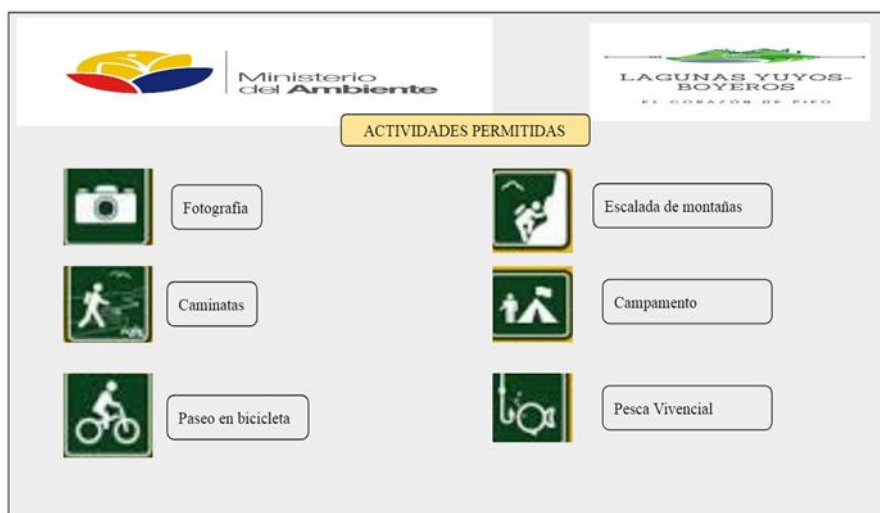 Ministerio
del Ambiente
LAGUNAS YUYOS-
BOYEROS
EL CORAZÓN DE PIFO
ACTIVIDADES PERMITIDAS
Fotografía
Escalada de montañas
Caminatas
Campamento
Paseo en bicicleta
Pesca Vivencial